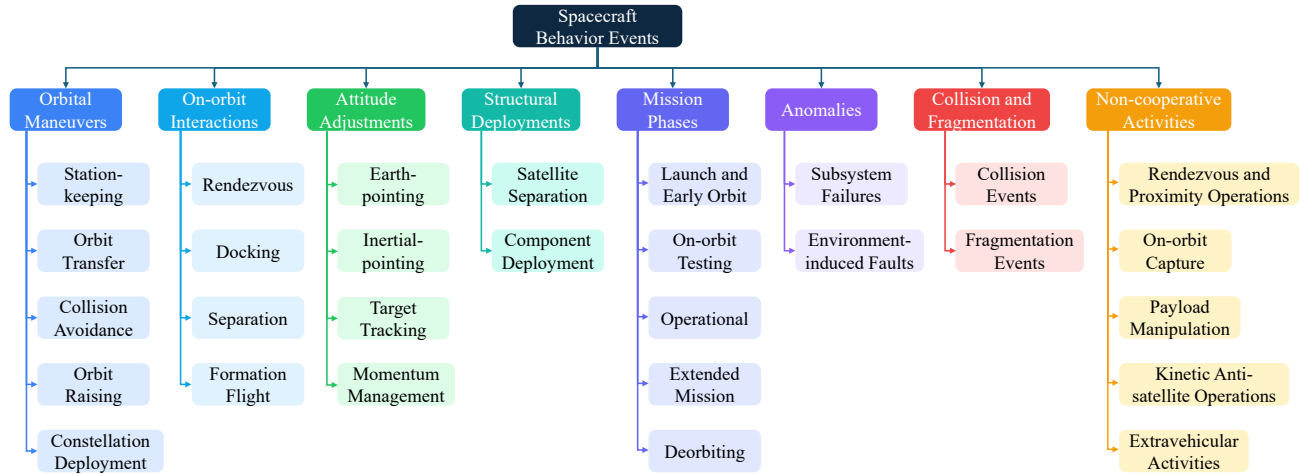 Spacecraft
Behavior Events
Orbital
Maneuvers
Station-
keeping
Orbit
Transfer
Collision
Avoidance
Orbit
Raising
Constellation
Deployment
On-orbit
Interactions
Rendezvous
Docking
Separation
Formation
Flight
Attitude
Adjustments
Earth-
pointing
Inertial-
pointing
Target
Tracking
Momentum
Management
Structural
Deployments
Satellite
Separation
Component
Deployment
Mission
Phases
Launch and
Early Orbit
On-orbit
Testing
Operational
Extended
Mission
Deorbiting
Anomalies
Subsystem
Failures
Environment-
induced Faults
Collision and
Fragmentation
Collision
Events
Fragmentation
Events
Non-cooperative
Activities
Rendezvous and
Proximity Operations
On-orbit
Capture
Payload
Manipulation
Kinetic Anti-
satellite Operations
Extravehicular
Activities